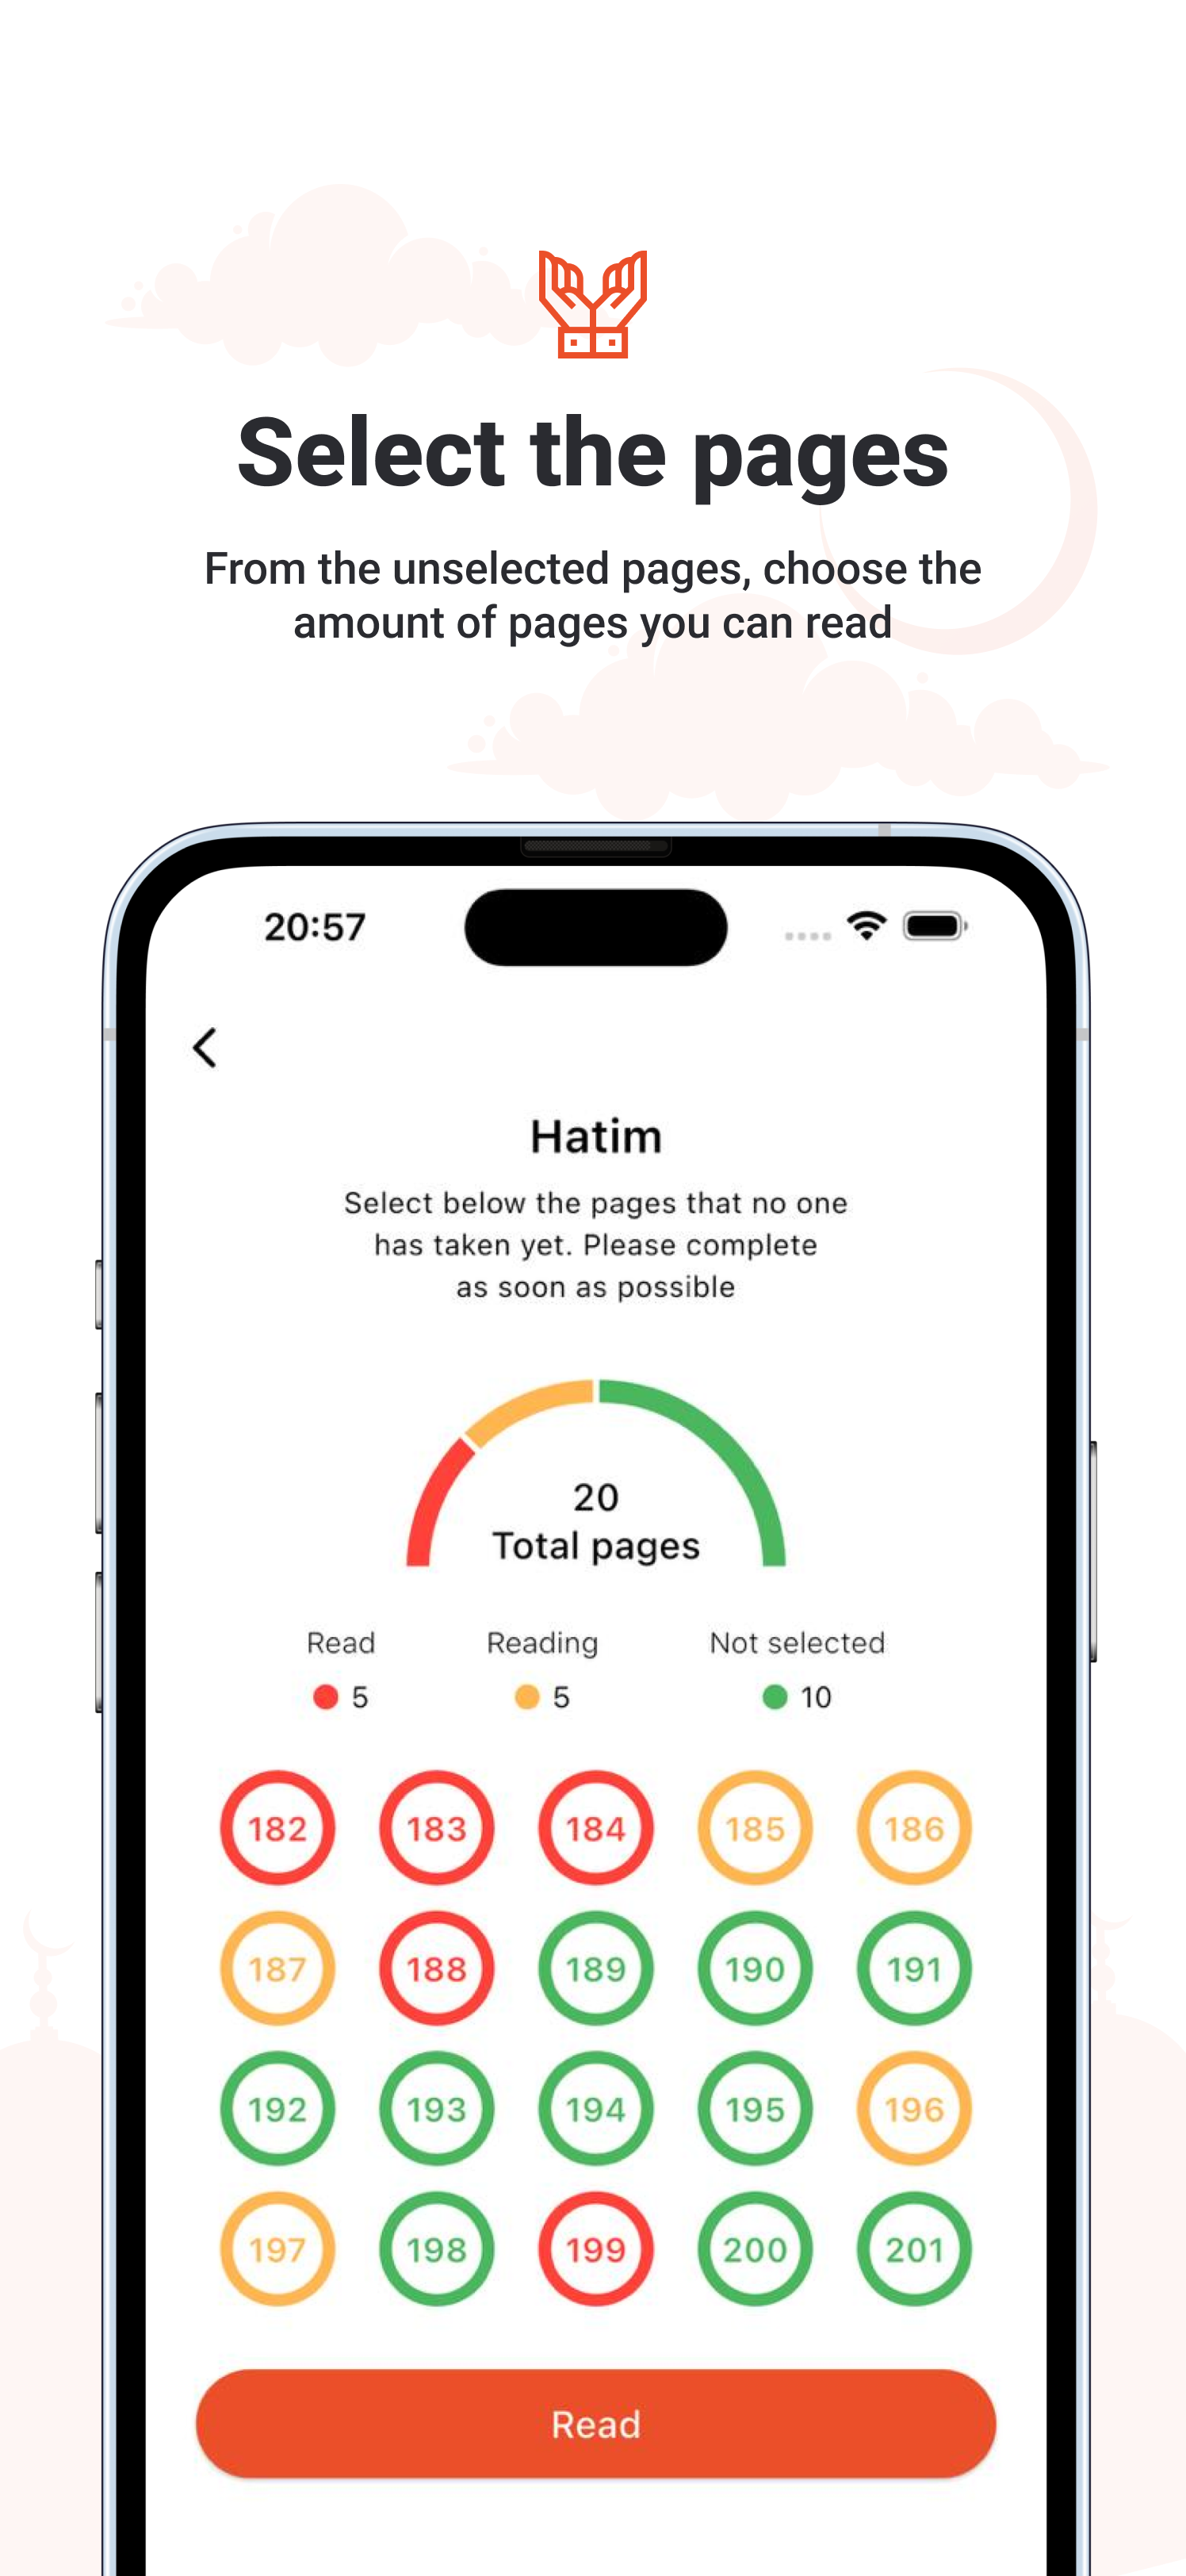 Select the pages
From the unselected pages, choose the
amount of pages you can read
20:57
Hatim
Select below the pages that no one
has taken yet. Please complete
as soon as possible
20
Total pages
Read Reading Not selected
5 5 10
182 183 184 185 186
187 188 189 190 191
192 193 194 195 196
197 198 199 200 201
Read